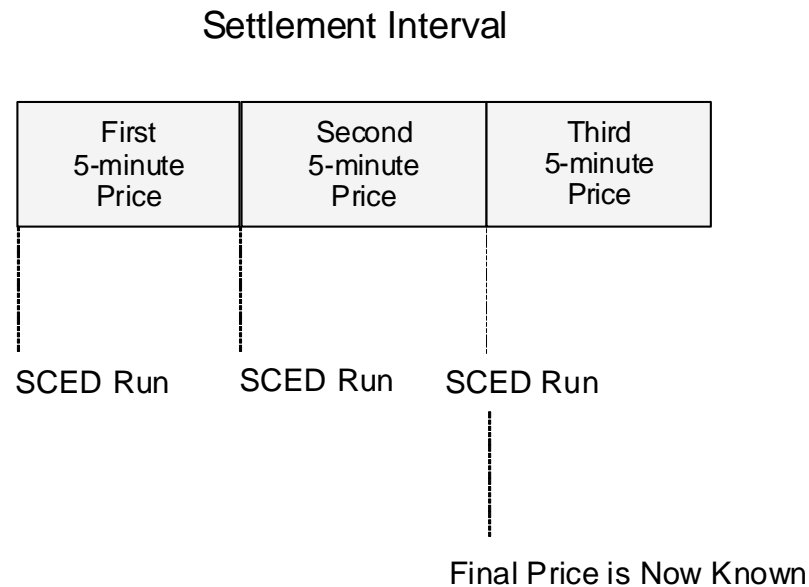 Settlement Interval
First
5-minute
Price
Second
5-minute
Price
Third
5-minute
Price
SCED Run
SCED Run
SCED Run
Final Price is Now Known